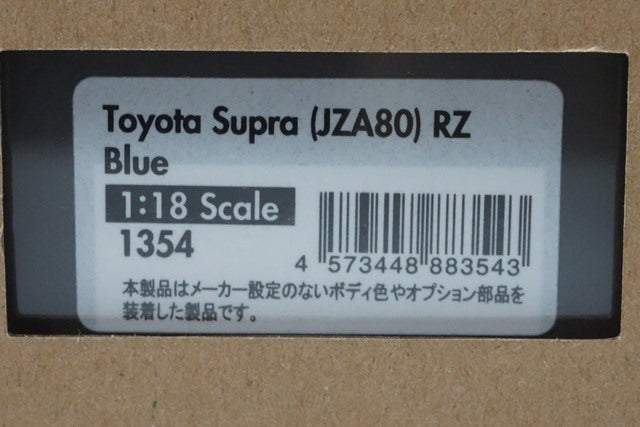 Toyota Supra (JZA80) RZ
Blue
1:18 Scale
1354
4 573448 883543
本製品はメーカー設定のないボディ色やオプション部品を
装着した製品です。